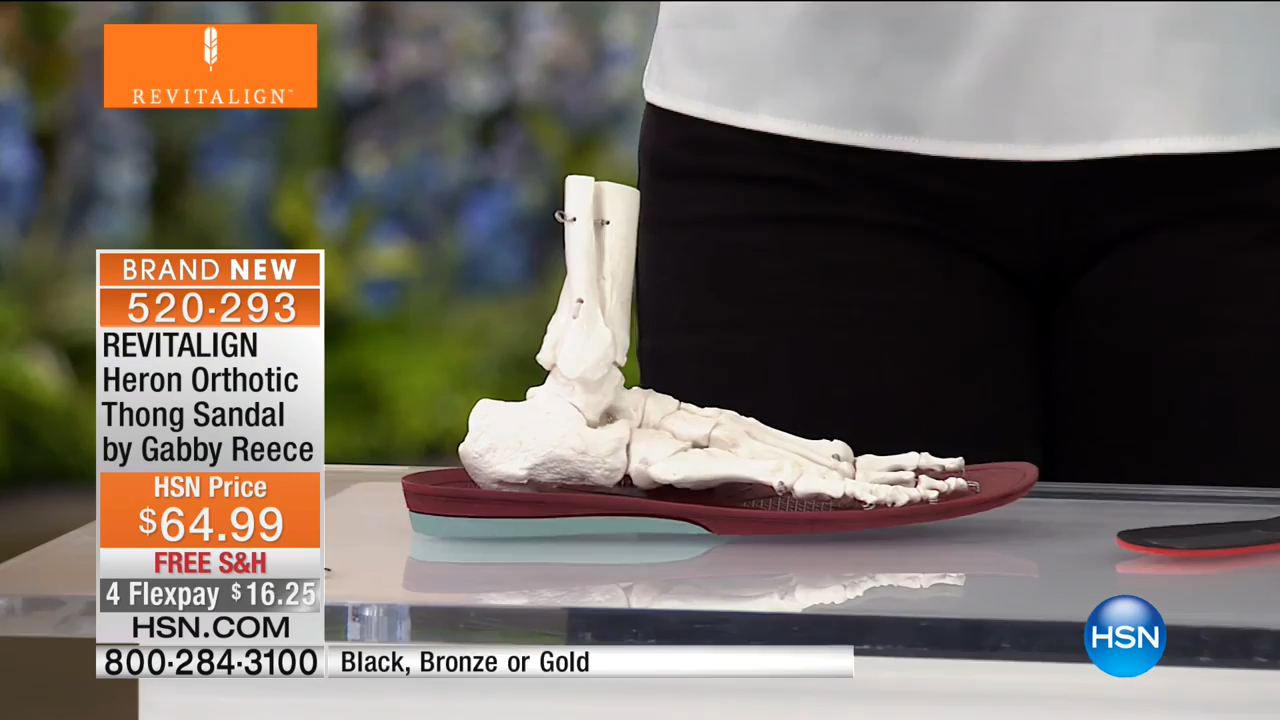 REVITALIGN™
BRAND NEW
520·293
REVITALIGN
Heron Orthotic
Thong Sandal
by Gabby Reece
HSN Price
$64.99
FREE S&H
4 Flexpay $16.25
HSN.COM
800·284·3100
Black, Bronze or Gold
HSN